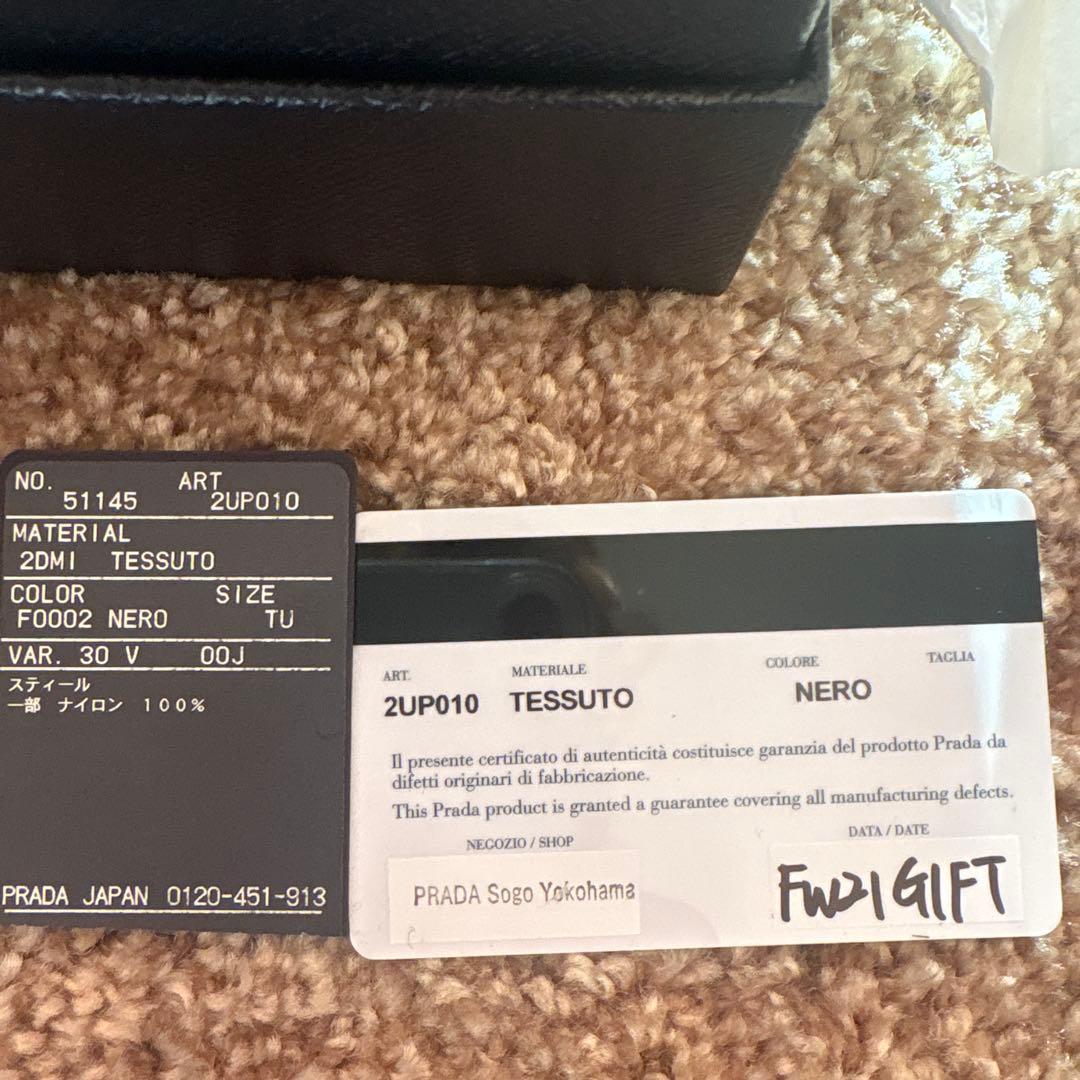 NO. ART
51145 2UP010
MATERIAL
2DMI TESSUTO
COLOR SIZE
F0002 NERO TU
VAR. 30 V 00J
スティール
一部 ナイロン 100%
PRADA JAPAN 0120-451-913
ART. MATERIALE COLORE TAGLIA
2UP010 TESSUTO NERO
Il presente certificato di autenticità costituisce garanzia del prodotto Prada da
difetti originari di fabbricazione.
This Prada product is granted a guarantee covering all manufacturing defects.
NEGOZIO / SHOP DATA / DATE
PRADA Sogo Yokohama FW21GIFT